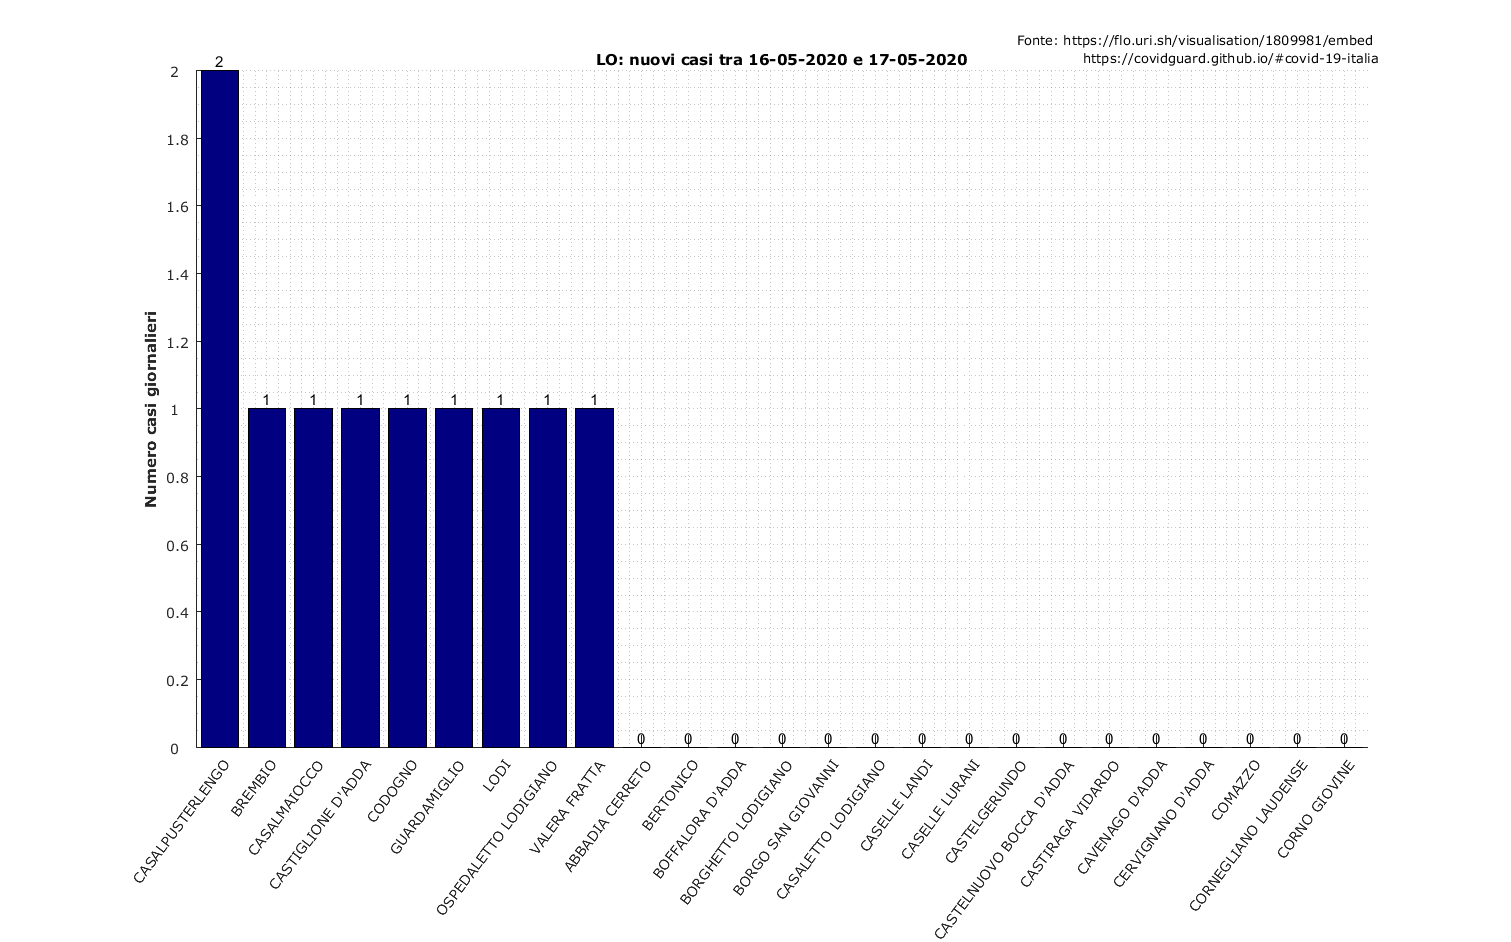 Fonte: https://flo.uri.sh/visualisation/1809981/embed
https://covidguard.github.io/#covid-19-italia
LO: nuovi casi tra 16-05-2020 e 17-05-2020
Numero casi giornalieri
2
1.8
1.6
1.4
1.2
1
0.8
0.6
0.4
0.2
0
2 1 1 1 1 1 1 1 1 0 0 0 0 0 0 0 0 0 0 0 0 0 0 0 0
CASALPUSTERLENGO
BREMBIO
CASALMAIOCCO
CASTIGLIONE D'ADDA
CODOGNO
GUARDAMIGLIO
LODI
OSPEDALETTO LODIGIANO
VALERA FRATTA
ABBADIA CERRETO
BERTONICO
BOFFALORA D'ADDA
BORGHETTO LODIGIANO
BORGO SAN GIOVANNI
CASALETTO LODIGIANO
CASELLE LANDI
CASELLE LURANI
CASTELGERUNDO
CASTELNUOVO BOCCA D'ADDA
CASTIRAGA VIDARDO
CAVENAGO D'ADDA
CERVIGNANO D'ADDA
COMAZZO
CORNEGLIANO LAUDENSE
CORNO GIOVINE